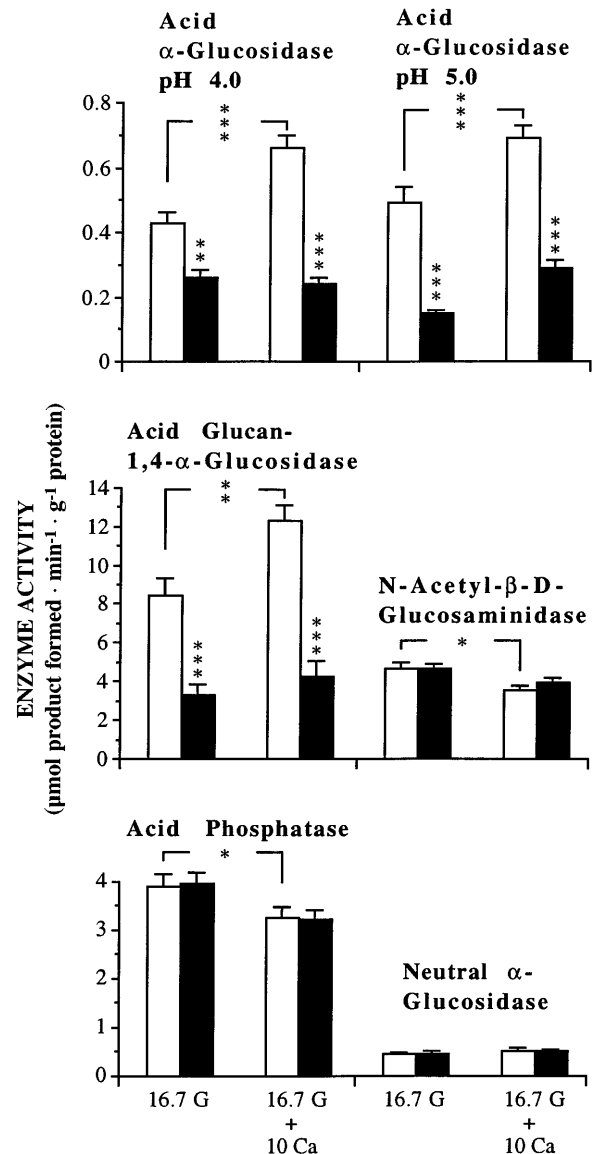 Acid
α-Glucosidase
pH 4.0
Acid
α-Glucosidase
pH 5.0
***
***
0.8
0.6
0.4
0.2
0
**
***
***
***
ENZYME ACTIVITY
(µmol product formed · min-1 · g-1 protein)
Acid Glucan-
1,4-α-Glucosidase
**
14
12
10
8
6
4
2
0
***
***
N-Acetyl-β-D-
Glucosaminidase
*
Acid Phosphatase
*
4
3
2
1
0
Neutral α-
Glucosidase
16.7 G
16.7 G
+
10 Ca
16.7 G
16.7 G
+
10 Ca